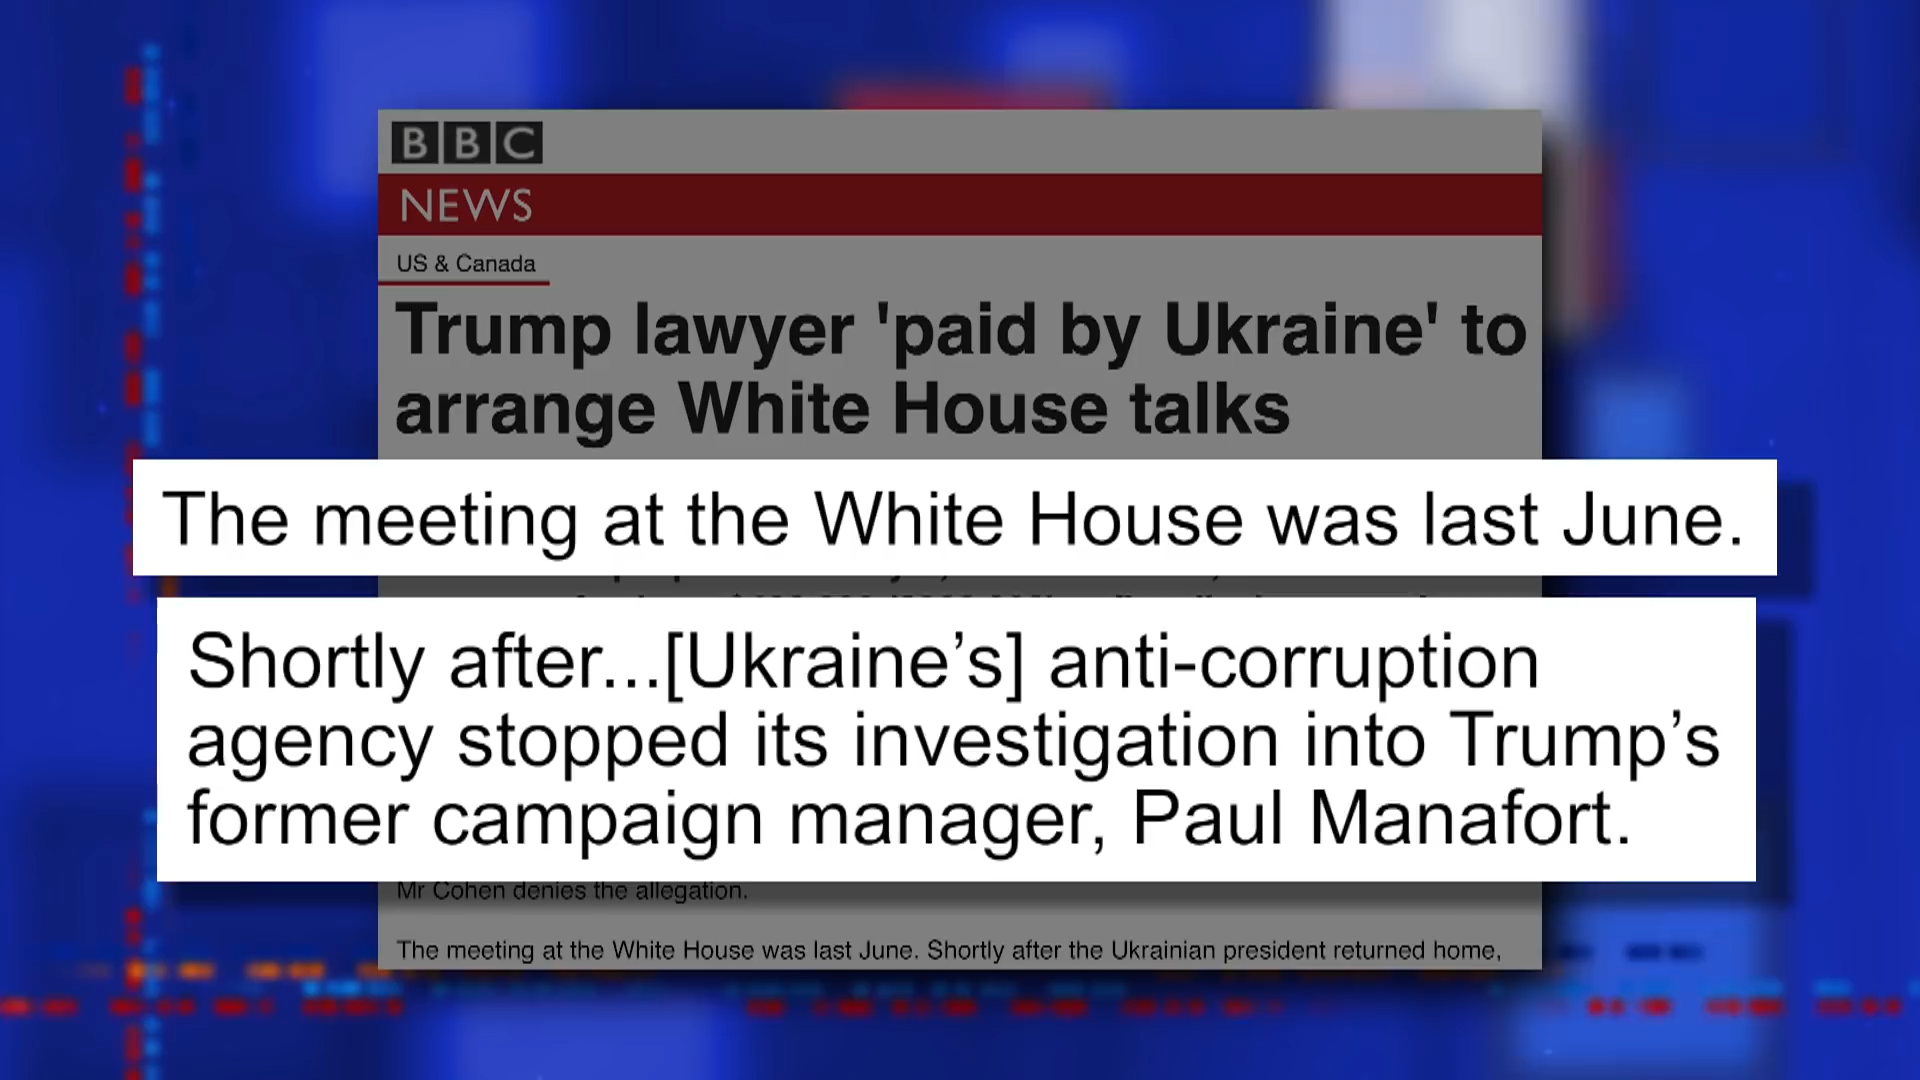 BBC
NEWS
US & Canada
Trump lawyer 'paid by Ukraine' to
arrange White House talks
The meeting at the White House was last June.
Shortly after...[Ukraine’s] anti-corruption
agency stopped its investigation into Trump’s
former campaign manager, Paul Manafort.
Mr Cohen denies the allegation.
The meeting at the White House was last June. Shortly after the Ukrainian president returned home,